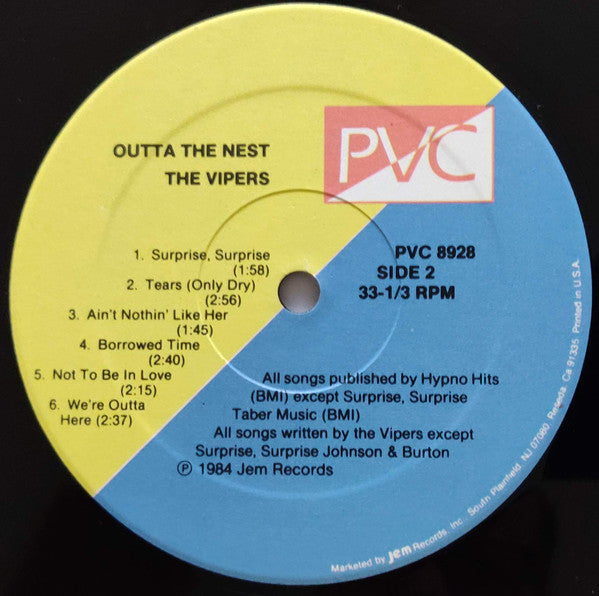 OUTTA THE NEST
THE VIPERS
PVC
1. Surprise, Surprise
(1:58)
2. Tears (Only Dry)
(2:56)
3. Ain't Nothin' Like Her
(1:45)
4. Borrowed Time
(2:40)
5. Not To Be In Love
(2:15)
6. We're Outta
Here (2:37)
PVC 8928
SIDE 2
33-1/3 RPM
All songs published by Hypno Hits
(BMI) except Surprise, Surprise
Taber Music (BMI)
All songs written by the Vipers except
Surprise, Surprise Johnson & Burton
Ⓟ 1984 Jem Records
Marketed by jem Records, Inc., South Plainfield, NJ 07080 Reseda, Ca 91335 Printed in U.S.A.